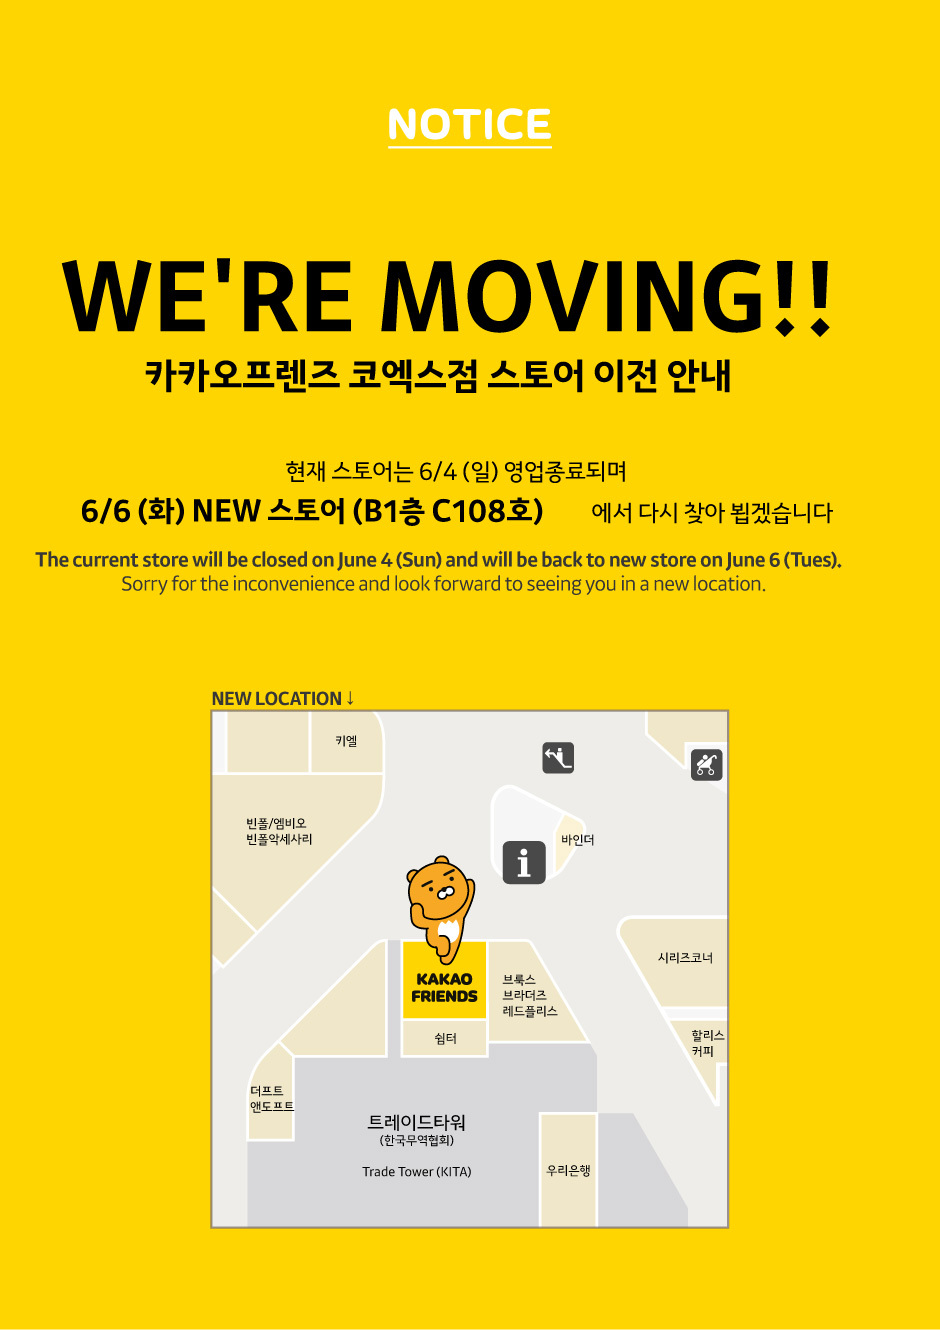 NOTICE
WE'RE MOVING!!
카카오프렌즈 코엑스점 스토어 이전 안내
현재 스토어는 6/4 (일) 영업종료되며
6/6 (화) NEW 스토어 (B1층 C108호) 에서 다시 찾아 뵙겠습니다
The current store will be closed on June 4 (Sun) and will be back to new store on June 6 (Tues).
Sorry for the inconvenience and look forward to seeing you in a new location.
NEW LOCATION ↓
키엘
빈폴/엠비오
빈폴악세사리
바인더
i
시리즈코너
KAKAO
FRIENDS
브룩스
브라더즈
레드플리스
쉼터
할리스
커피
더프트
앤도프트
트레이드타워
(한국무역협회)
Trade Tower (KITA)
우리은행